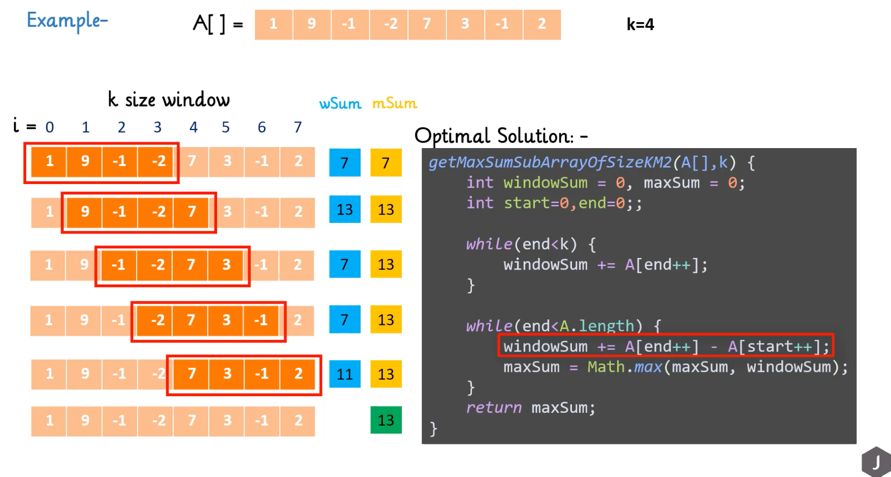 Example-
A[ ] = 1 9 -1 -2 7 3 -1 2
k=4
k size window
wSum mSum
i = 0 1 2 3 4 5 6 7
1 9 -1 -2 7 3 -1 2 7 7
1 9 -1 -2 7 3 -1 2 13 13
1 9 -1 -2 7 3 -1 2 7 13
1 9 -1 -2 7 3 -1 2 7 13
1 9 -1 -2 7 3 -1 2 11 13
1 9 -1 -2 7 3 -1 2 13
Optimal Solution: -
getMaxSumSubArrayOfSizeKM2(A[],k) {
int windowSum = 0, maxSum = 0;
int start=0,end=0;;
while(end<k) {
windowSum += A[end++];
}
while(end<A.length) {
windowSum += A[end++] - A[start++];
maxSum = Math.max(maxSum, windowSum);
}
return maxSum;
}
J